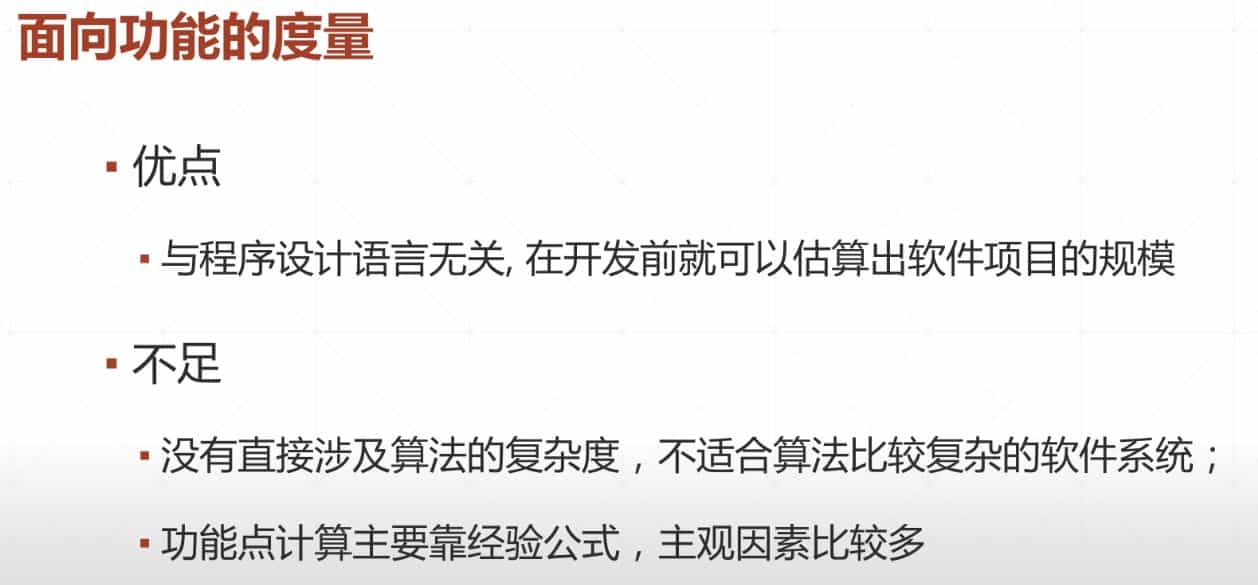 面向功能的度量
▪ 优点
▪ 与程序设计语言无关, 在开发前就可以估算出软件项目的规模
▪ 不足
▪ 没有直接涉及算法的复杂度，不适合算法比较复杂的软件系统；
▪ 功能点计算主要靠经验公式，主观因素比较多